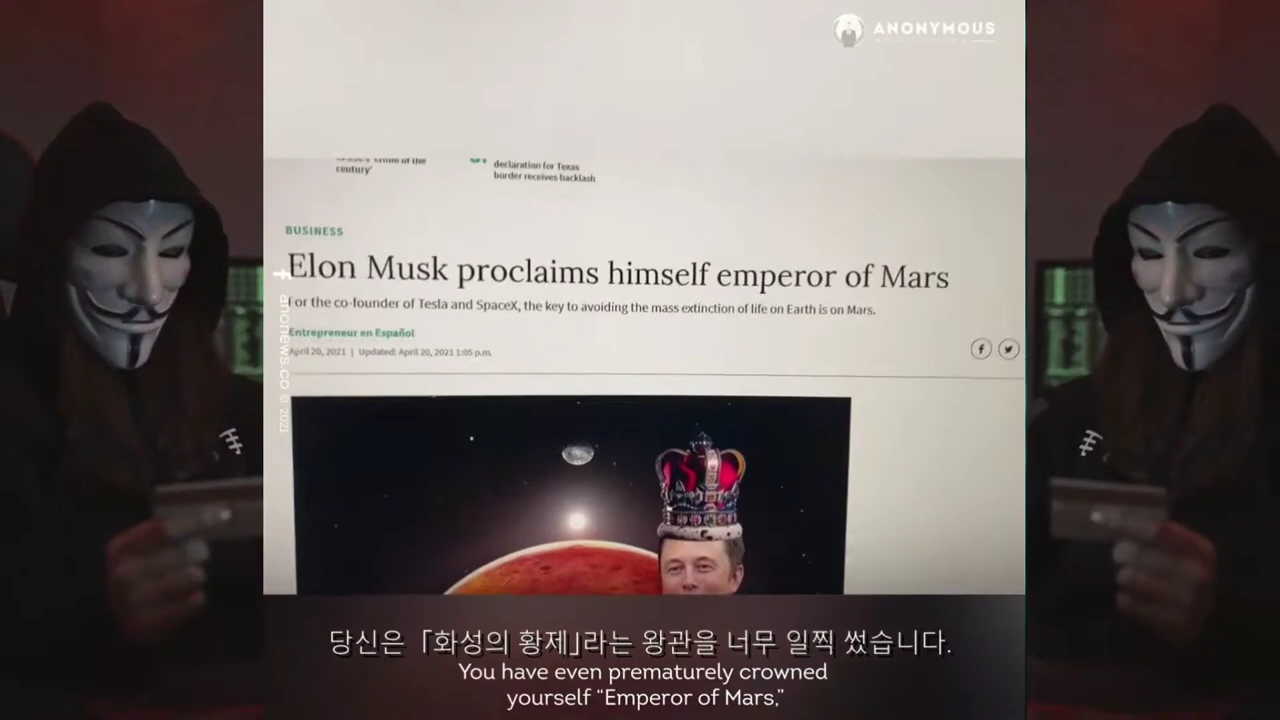 ANONYMOUS
century'
declaration for Texas
border receives backlash
BUSINESS
Elon Musk proclaims himself emperor of Mars
For the co-founder of Tesla and SpaceX, the key to avoiding the mass extinction of life on Earth is on Mars.
Entrepreneur en Español
April 20, 2021 | Updated: April 20, 2021 1:05 p.m.
anonews.co © 2021
당신은 「화성의 황제」라는 왕관을 너무 일찍 썼습니다.
You have even prematurely crowned
yourself “Emperor of Mars,”